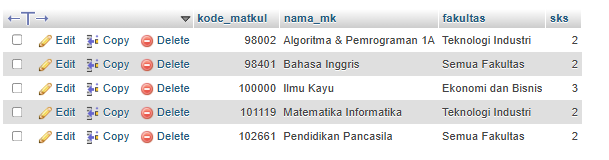 kode_matkul nama_mk fakultas sks
Edit Copy Delete 98002 Algoritma & Pemrograman 1A Teknologi Industri 2
Edit Copy Delete 98401 Bahasa Inggris Semua Fakultas 2
Edit Copy Delete 100000 Ilmu Kayu Ekonomi dan Bisnis 3
Edit Copy Delete 101119 Matematika Informatika Teknologi Industri 2
Edit Copy Delete 102661 Pendidikan Pancasila Semua Fakultas 2